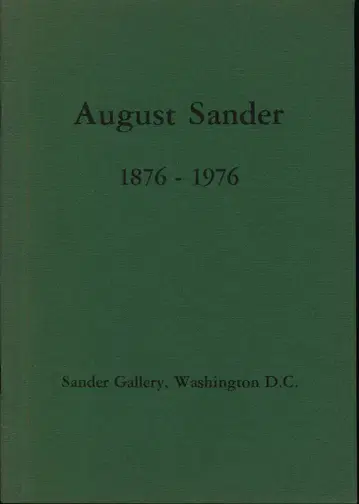 August Sander
1876 - 1976
Sander Gallery, Washington D.C.